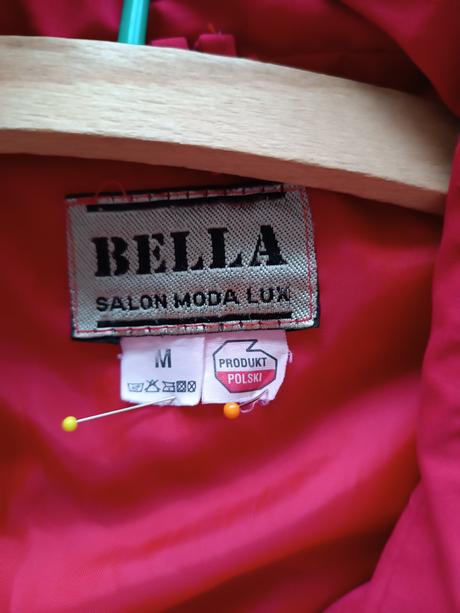 BELLA
SALON MODA LUX
M
PRODUKT
POLSKI